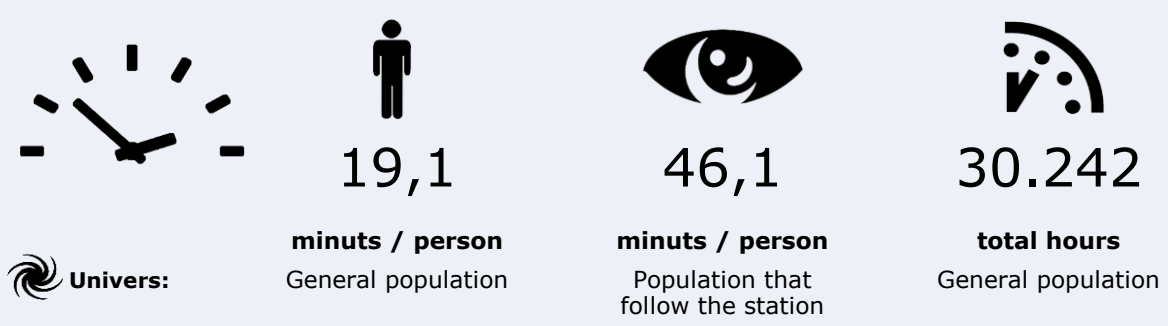 19,1
46,1
30.242
minuts / person
minuts / person
total hours
Univers:
General population
Population that
follow the station
General population